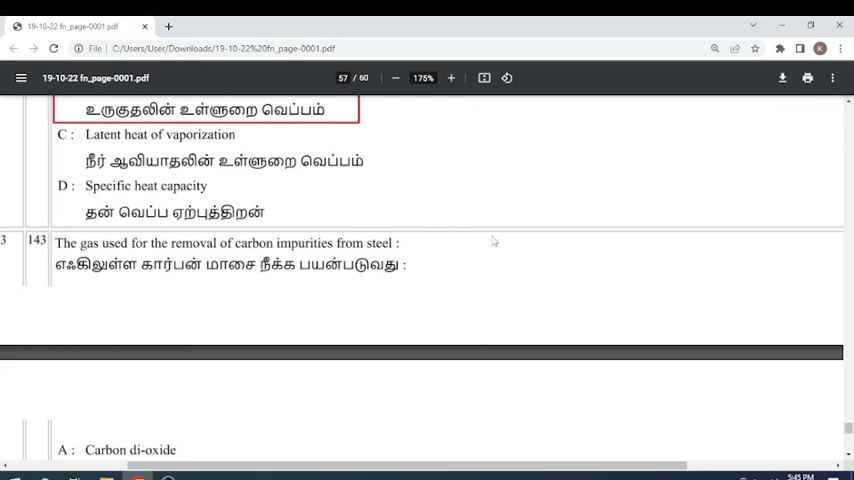 19-10-22 fn_page-0001.pdf
File
C:/Users/User/Downloads/19-10-22%20fn_page-0001.pdf
K
19-10-22 fn_page-0001.pdf
57 / 60
175%
உருகுதலின் உள்ளுறை வெப்பம்
C : Latent heat of vaporization
நீர் ஆவியாதலின் உள்ளுறை வெப்பம்
D : Specific heat capacity
தன் வெப்ப ஏற்புத்திறன்
3 143 The gas used for the removal of carbon impurities from steel :
எஃகிலுள்ள கார்பன் மாசை நீக்க பயன்படுவது :
A : Carbon di-oxide
5:45 PM